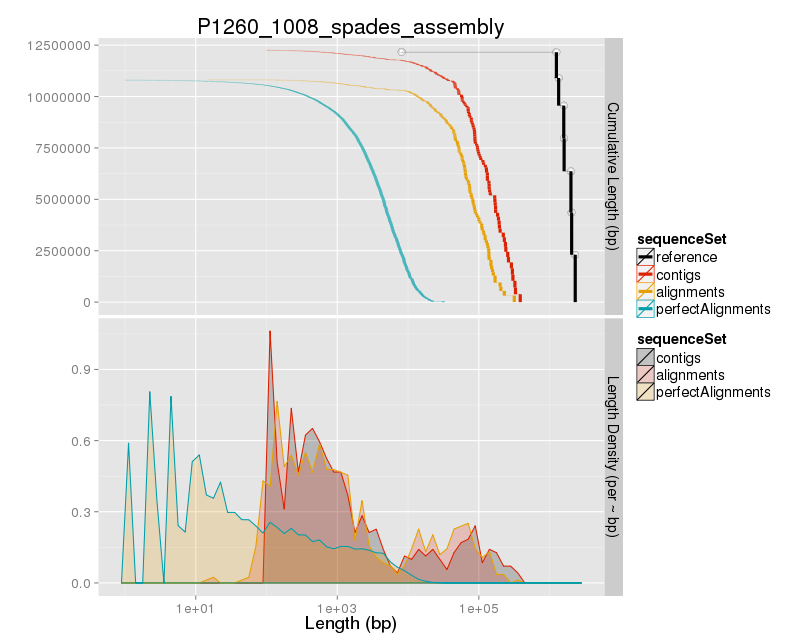 P1260_1008_spades_assembly
12500000
10000000
7500000
5000000
2500000
0
Cumulative Length (bp)
0.9
0.6
0.3
0.0
Length Density (per ~ bp)
1e+01 1e+03 1e+05
Length (bp)
sequenceSet
reference
contigs
alignments
perfectAlignments
sequenceSet
contigs
alignments
perfectAlignments